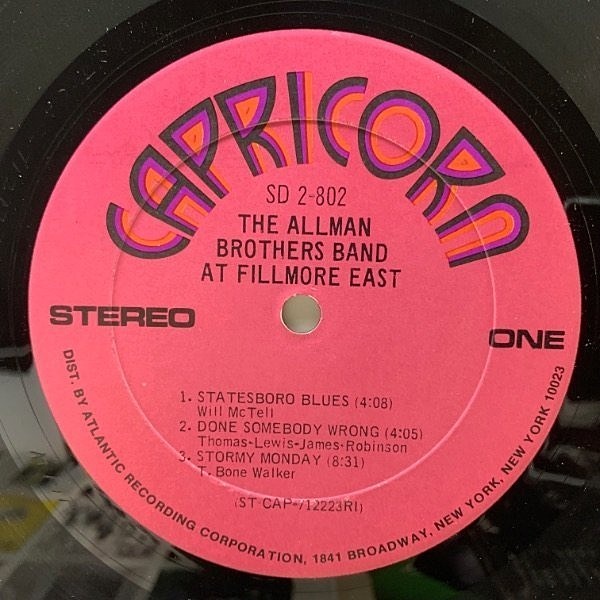 CAPRICORN
SD 2-802
THE ALLMAN
BROTHERS BAND
AT FILLMORE EAST
STEREO
ONE
1. STATESBORO BLUES (4:08)
Will McTell
2. DONE SOMEBODY WRONG (4:05)
Thomas-Lewis-James-Robinson
3. STORMY MONDAY (8:31)
T. Bone Walker
(ST-CAP-712223RI)
DIST. BY ATLANTIC RECORDING CORPORATION, 1841 BROADWAY, NEW YORK, NEW YORK 10023